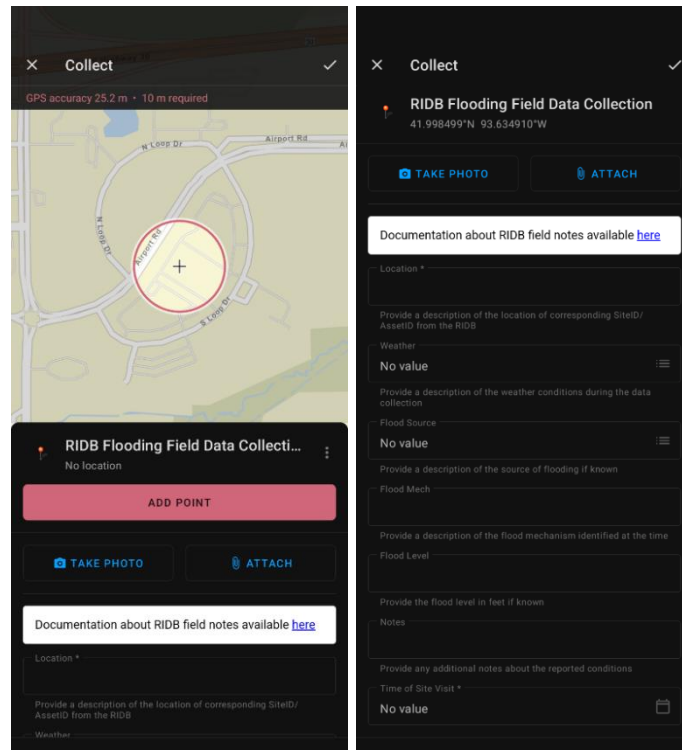 Collect
GPS accuracy 25.2 m • 10 m required
N Loop Dr
Airport Rd
N Loop Dr
Airport Rd
S Loop Dr
RIDB Flooding Field Data Collecti...
No location
ADD POINT
TAKE PHOTO
ATTACH
Documentation about RIDB field notes available here
Location *
Provide a description of the location of corresponding SiteID/
AssetID from the RIDB
Weather
Collect
RIDB Flooding Field Data Collection
41.998499°N 93.634910°W
TAKE PHOTO
ATTACH
Documentation about RIDB field notes available here
Location *
Provide a description of the location of corresponding SiteID/
AssetID from the RIDB
Weather
No value
Provide a description of the weather conditions during the data
collection
Flood Source
No value
Provide a description of the source of flooding if known
Flood Mech
Provide a description of the flood mechanism identified at the time
Flood Level
Provide the flood level in feet if known
Notes
Provide any additional notes about the reported conditions
Time of Site Visit *
No value